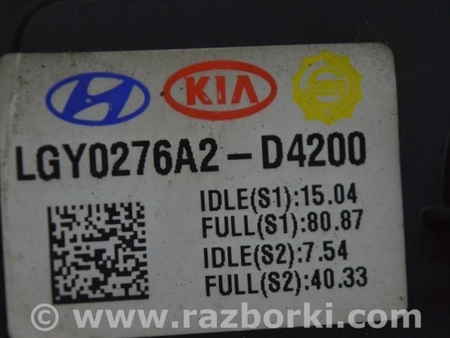 KIA
LGY0276A2-D4200
IDLE(S1):15.04
FULL(S1):80.87
IDLE(S2):7.54
FULL(S2):40.33
© www.razborki.com